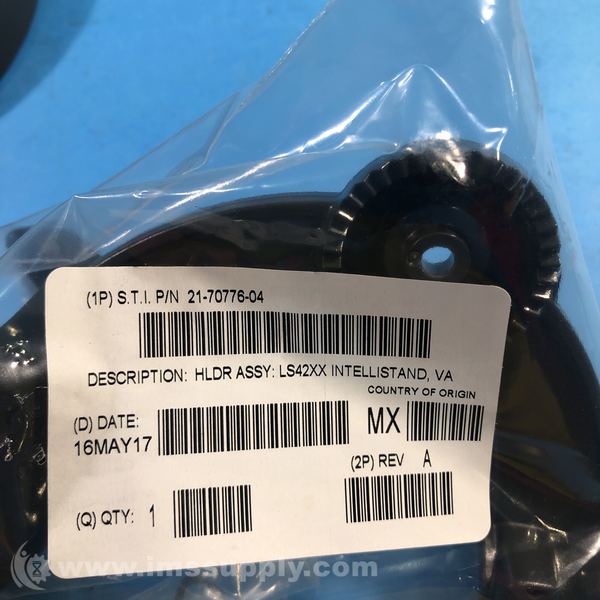 (1P) S.T.I. P/N 21-70776-04
DESCRIPTION: HLDR ASSY: LS42XX INTELLISTAND, VA
COUNTRY OF ORIGIN
(D) DATE:
16MAY17
MX
(2P) REV A
(Q) QTY: 1
www.imssupply.com/